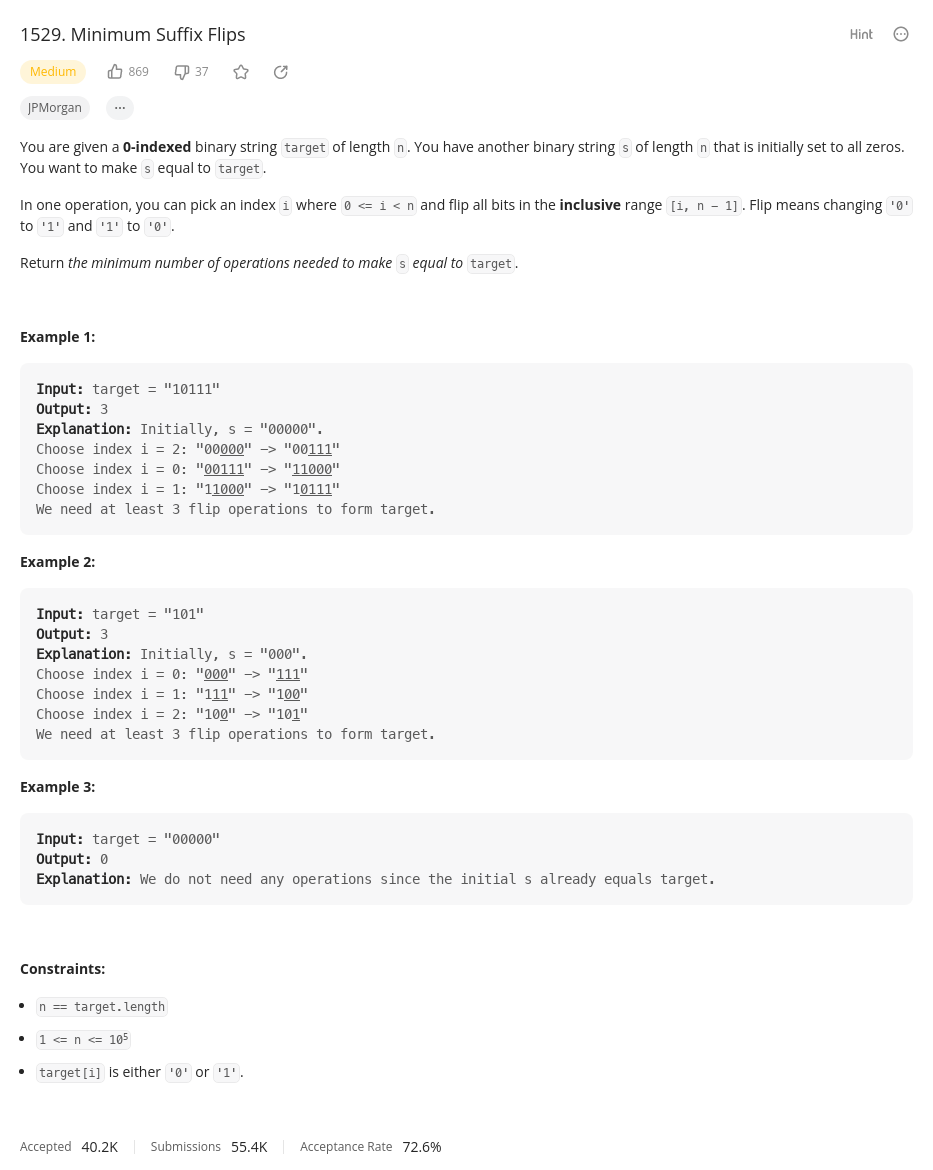 1529. Minimum Suffix Flips
Hint
Medium 869 37
JPMorgan ...
You are given a 0-indexed binary string target of length n. You have another binary string s of length n that is initially set to all zeros.
You want to make s equal to target.
In one operation, you can pick an index i where 0 <= i < n and flip all bits in the inclusive range [i, n - 1]. Flip means changing '0'
to '1' and '1' to '0'.
Return the minimum number of operations needed to make s equal to target.
Example 1:
Input: target = "10111"
Output: 3
Explanation: Initially, s = "00000".
Choose index i = 2: "00000" -> "00111"
Choose index i = 0: "00111" -> "11000"
Choose index i = 1: "11000" -> "10111"
We need at least 3 flip operations to form target.
Example 2:
Input: target = "101"
Output: 3
Explanation: Initially, s = "000".
Choose index i = 0: "000" -> "111"
Choose index i = 1: "111" -> "100"
Choose index i = 2: "100" -> "101"
We need at least 3 flip operations to form target.
Example 3:
Input: target = "00000"
Output: 0
Explanation: We do not need any operations since the initial s already equals target.
Constraints:
• n == target.length
• 1 <= n <= 10⁵
• target[i] is either '0' or '1'.
Accepted 40.2K Submissions 55.4K Acceptance Rate 72.6%